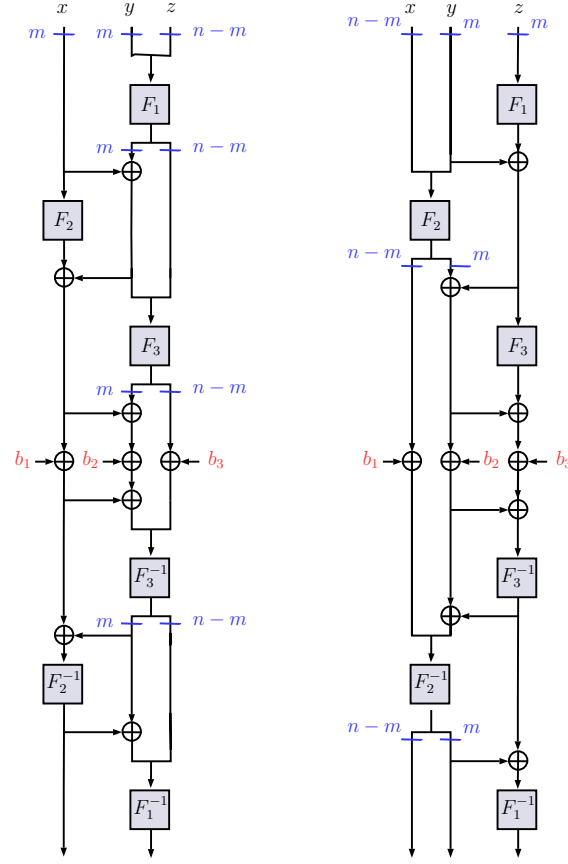 x y z x y z
m m n − m n − m m m
F₁ F₁
m n − m
F₂ F₂
n − m m
F₃ F₃
m n − m
b₁ b₂ b₃ b₁ b₂ b₃
F₃⁻¹ F₃⁻¹
m n − m
F₂⁻¹ F₂⁻¹
n − m m
F₁⁻¹ F₁⁻¹